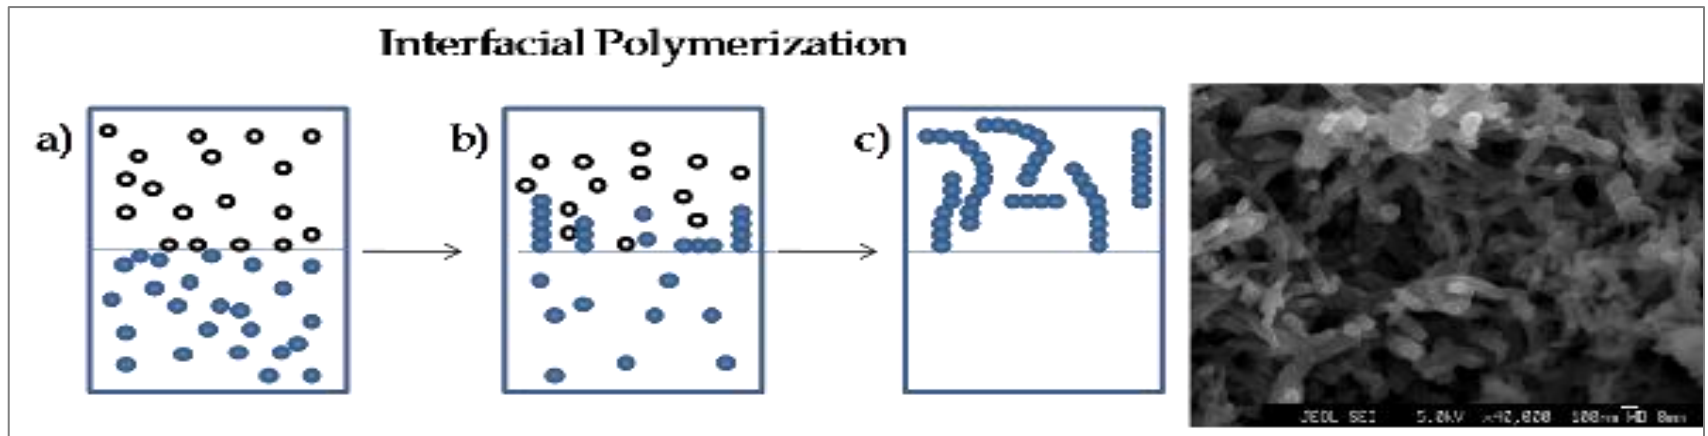 Interfacial Polymerization
a)
b)
c)
JEOL SEI 5.0kV x40,000 100nm WD 8mm